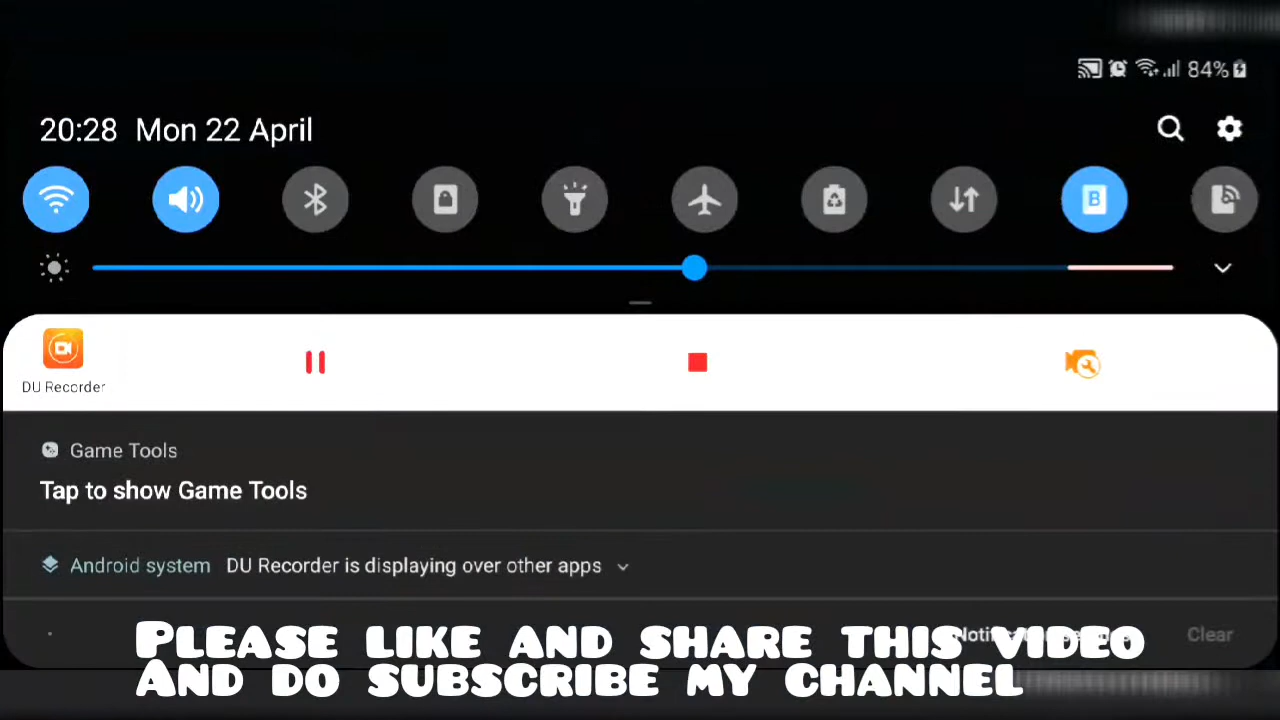 84%
20:28 Mon 22 April
B
DU Recorder
Game Tools
Tap to show Game Tools
Android system DU Recorder is displaying over other apps
Clear
Please like and share this video
And do subscribe my channel